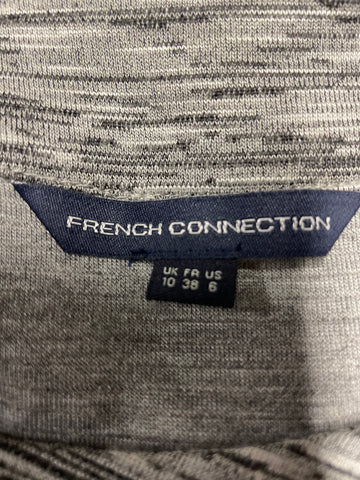 FRENCH CONNECTION
UK FR US
10 38 6